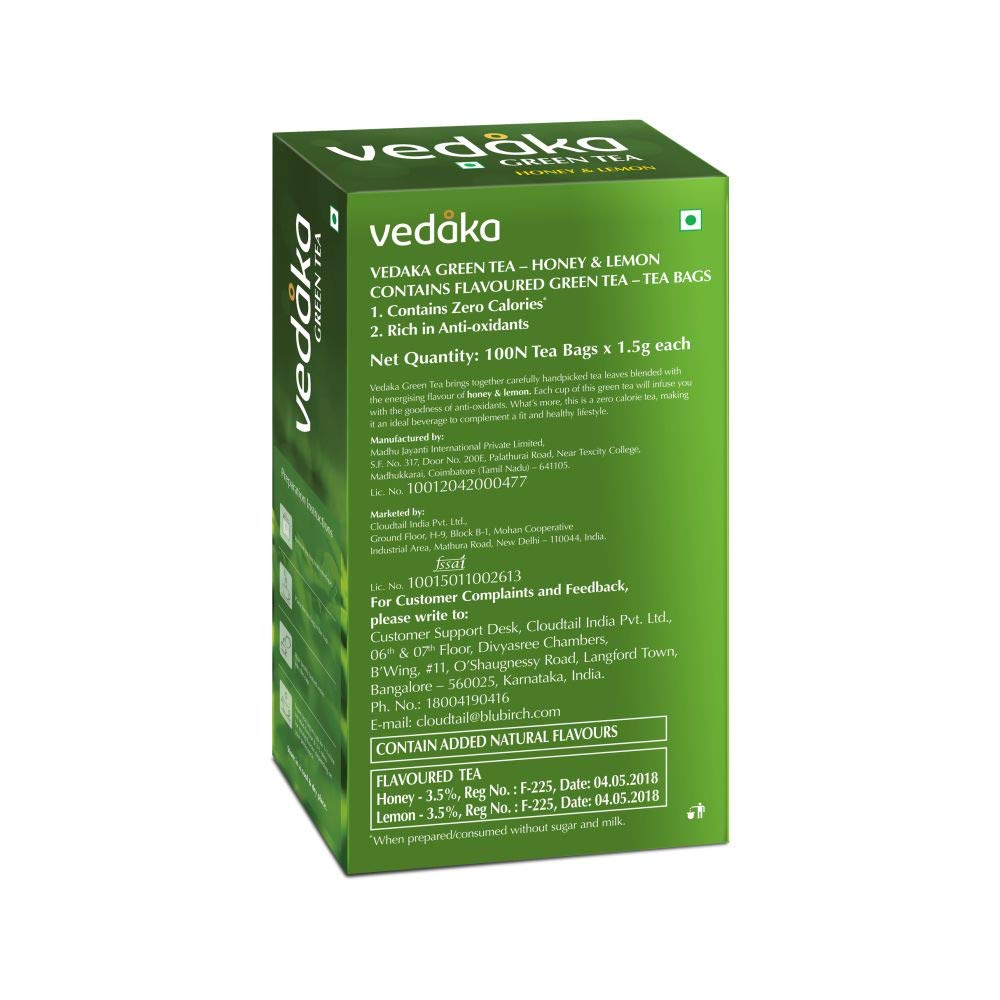 vedåka
GREEN TEA
HONEY & LEMON
vedåka
GREEN TEA
Preparation Instructions
vedåka
VEDAKA GREEN TEA – HONEY & LEMON
CONTAINS FLAVOURED GREEN TEA – TEA BAGS
1. Contains Zero Calories*
2. Rich in Anti-oxidants
Net Quantity: 100N Tea Bags x 1.5g each
Vedaka Green Tea brings together carefully handpicked tea leaves blended with
the energising flavour of honey & lemon. Each cup of this green tea will infuse you
with the goodness of anti-oxidants. What's more, this is a zero calorie tea, making
it an ideal beverage to complement a fit and healthy lifestyle.
Manufactured by:
Madhu Jayanti International Private Limited,
S.F. No. 317, Door No. 200E, Palathurai Road, Near Texcity College,
Madhukkarai, Coimbatore (Tamil Nadu) – 641105.
Lic. No. 10012042000477
Marketed by:
Cloudtail India Pvt. Ltd.,
Ground Floor, H-9, Block B-1, Mohan Cooperative
Industrial Area, Mathura Road, New Delhi – 110044, India.
fssai
Lic. No. 10015011002613
For Customer Complaints and Feedback,
please write to:
Customer Support Desk, Cloudtail India Pvt. Ltd.,
06th & 07th Floor, Divyasree Chambers,
B'Wing, #11, O'Shaugnessy Road, Langford Town,
Bangalore – 560025, Karnataka, India.
Ph. No.: 18004190416
E-mail: cloudtail@blubirch.com
CONTAIN ADDED NATURAL FLAVOURS
FLAVOURED TEA
Honey - 3.5%, Reg No. : F-225, Date: 04.05.2018
Lemon - 3.5%, Reg No. : F-225, Date: 04.05.2018
*When prepared/consumed without sugar and milk.